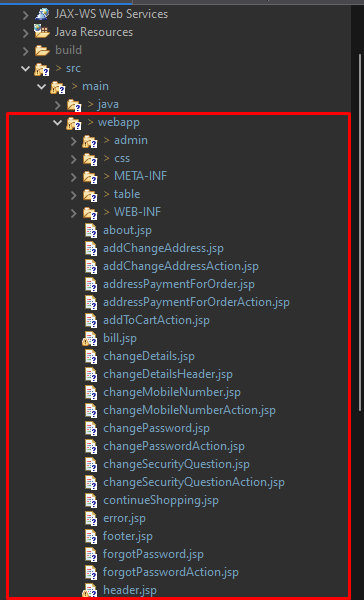 JAX-WS Web Services
Java Resources
build
> src
> main
> java
> webapp
> admin
> css
> META-INF
> table
> WEB-INF
about.jsp
addChangeAddress.jsp
addChangeAddressAction.jsp
addressPaymentForOrder.jsp
addressPaymentForOrderAction.jsp
addToCartAction.jsp
bill.jsp
changeDetails.jsp
changeDetailsHeader.jsp
changeMobileNumber.jsp
changeMobileNumberAction.jsp
changePassword.jsp
changePasswordAction.jsp
changeSecurityQuestion.jsp
changeSecurityQuestionAction.jsp
continueShopping.jsp
error.jsp
footer.jsp
forgotPassword.jsp
forgotPasswordAction.jsp
header.jsp